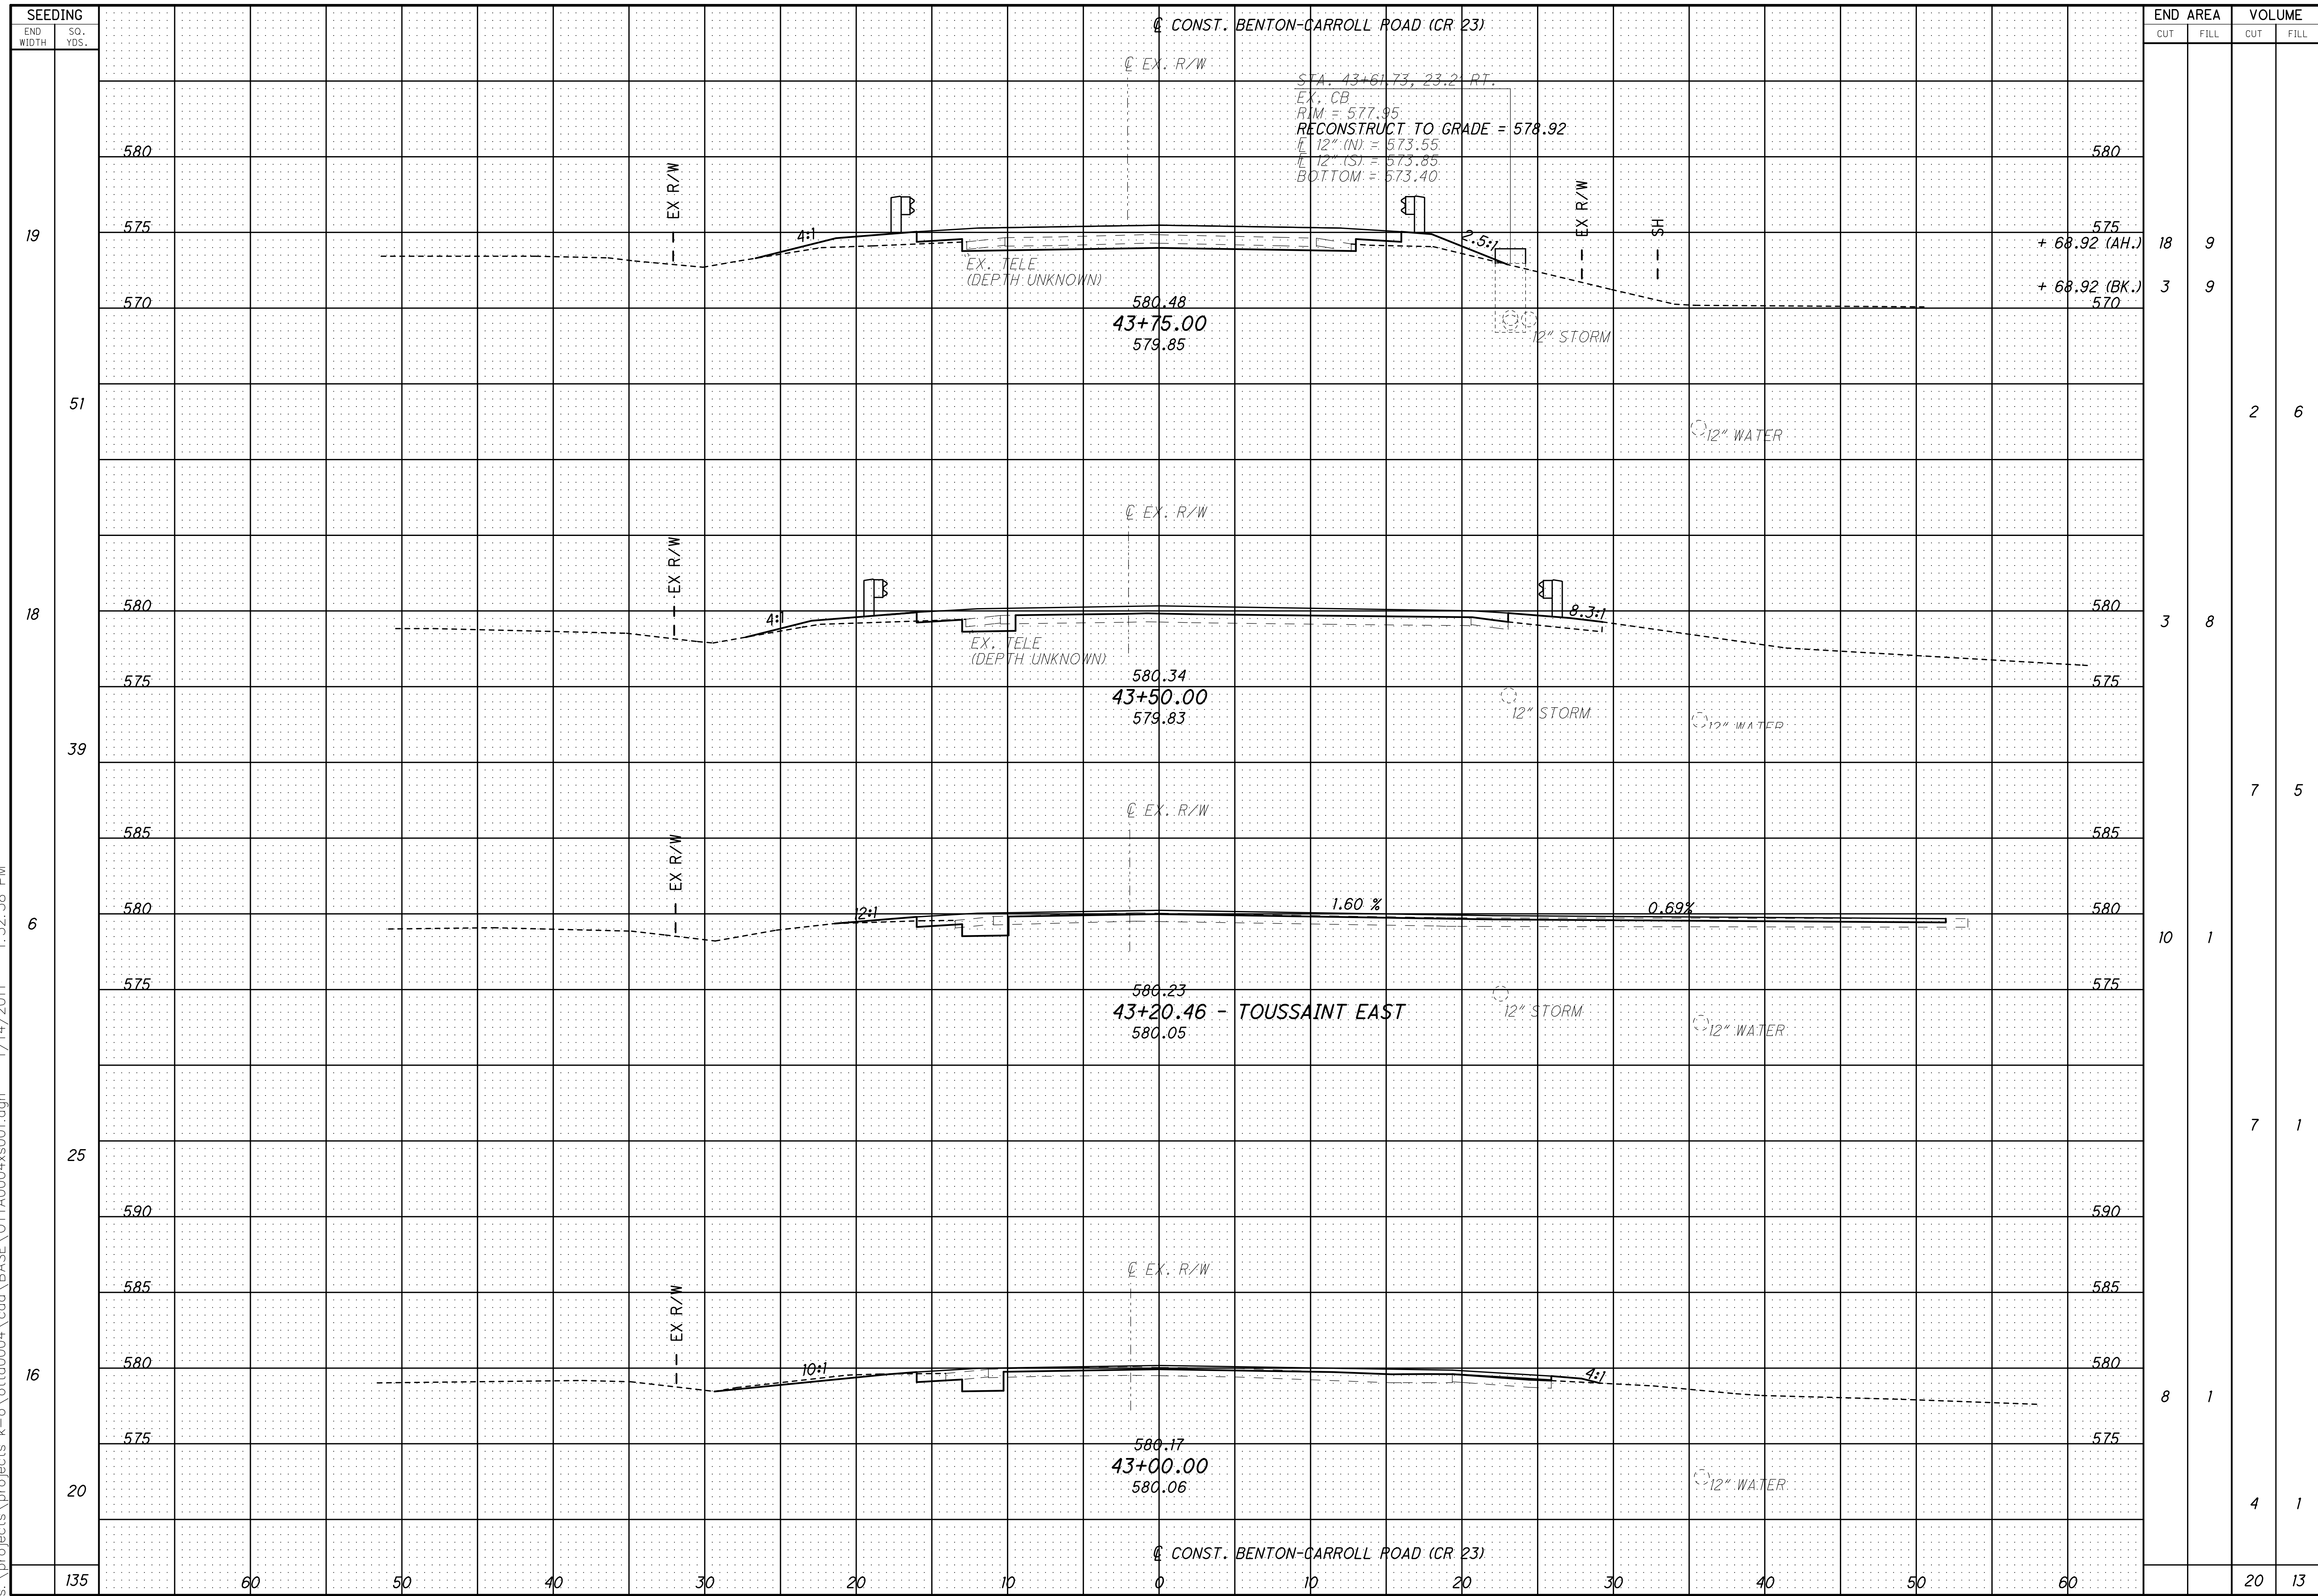 SEEDING
END WIDTH
SQ. YDS.
END AREA
VOLUME
CUT
FILL
CUT
FILL
℄ CONST. BENTON-CARROLL ROAD (CR 23)
℄ EX. R/W
STA. 43+61.73, 23.2' RT.
EX. CB
RIM = 577.95
RECONSTRUCT TO GRADE = 578.92
12" (N) = 573.55
12" (S) = 573.85
BOTTOM = 573.40
580
580
EX R/W
EX R/W
SH
575
575
19
4:1
2.5:1
+ 68.92 (AH.) 18 9
EX. TELE
(DEPTH UNKNOWN)
+ 68.92 (BK.) 3 9
570
570
580.48
43+75.00
579.85
12" STORM
51
2 6
12" WATER
℄ EX. R/W
EX R/W
580
580
18
4:1
8.3:1
3 8
EX. TELE
(DEPTH UNKNOWN)
575
575
580.34
43+50.00
579.83
12" STORM
12" WATER
39
7 5
℄ EX. R/W
585
585
EX R/W
580
580
6
12:1
1.60 %
0.69%
10 1
575
575
580.23
43+20.46 - TOUSSAINT EAST
580.05
12" STORM
12" WATER
25
7 1
590
590
℄ EX. R/W
585
585
EX R/W
580
580
16
10:1
4:1
8 1
575
575
580.17
43+00.00
580.06
12" WATER
20
4 1
℄ CONST. BENTON-CARROLL ROAD (CR 23)
135
60 50 40 30 20 10 0 10 20 30 40 50 60
20 13